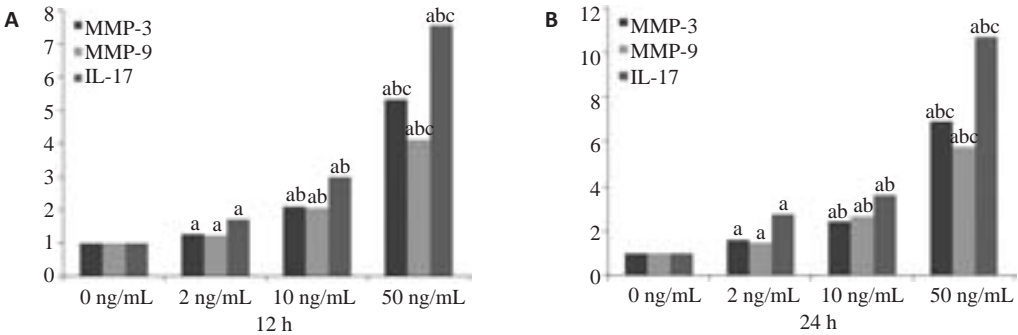 A
8
7
6
5
4
3
2
1
0
MMP-3
MMP-9
IL-17
a a a
ab ab ab
abc abc abc
0 ng/mL 2 ng/mL 10 ng/mL 50 ng/mL
12 h
B
12
10
8
6
4
2
0
MMP-3
MMP-9
IL-17
a a a
ab ab ab
abc abc abc
0 ng/mL 2 ng/mL 10 ng/mL 50 ng/mL
24 h